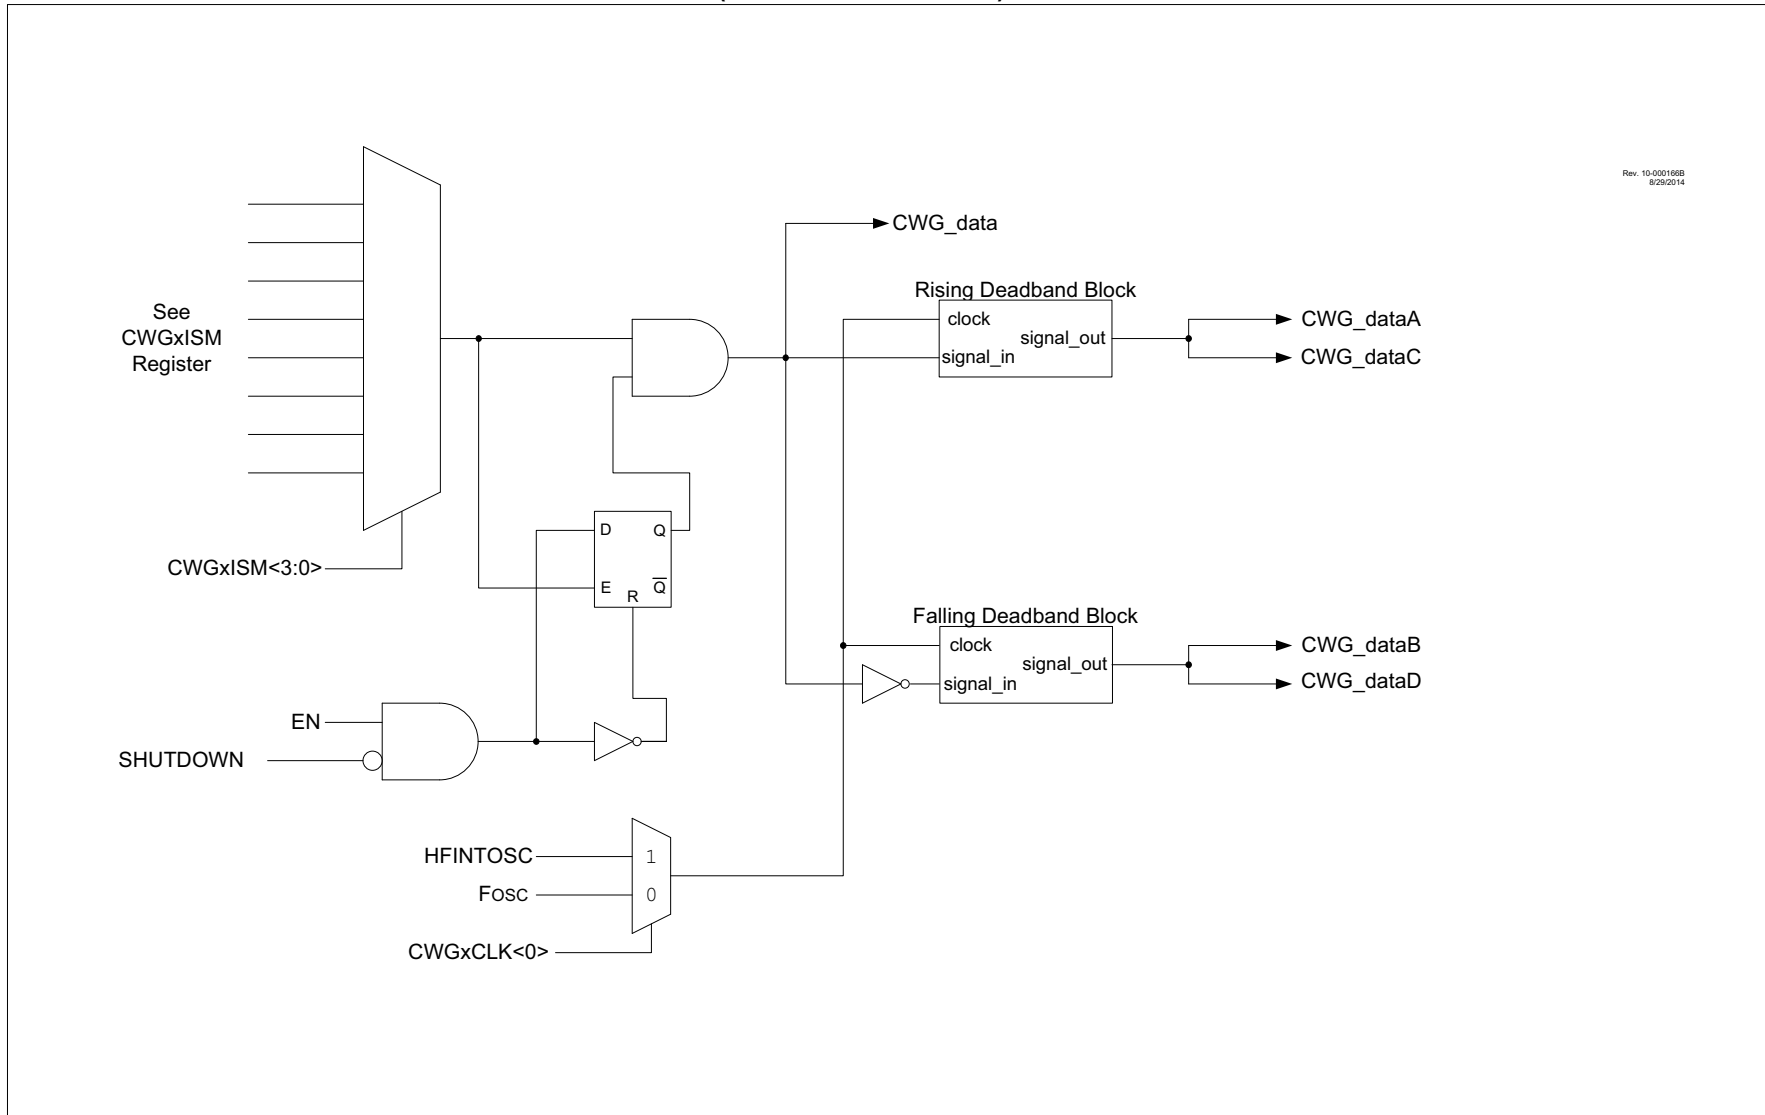 Rev. 10-000166B
8/29/2014
CWG_data
See
CWGxISM
Register
Rising Deadband Block
clock
signal_out
signal_in
CWG_dataA
CWG_dataC
D
Q
E
R
Q̅
CWGxISM<3:0>
Falling Deadband Block
clock
signal_out
signal_in
CWG_dataB
CWG_dataD
EN
SHUTDOWN
HFINTOSC
1
FOSC
0
CWGxCLK<0>